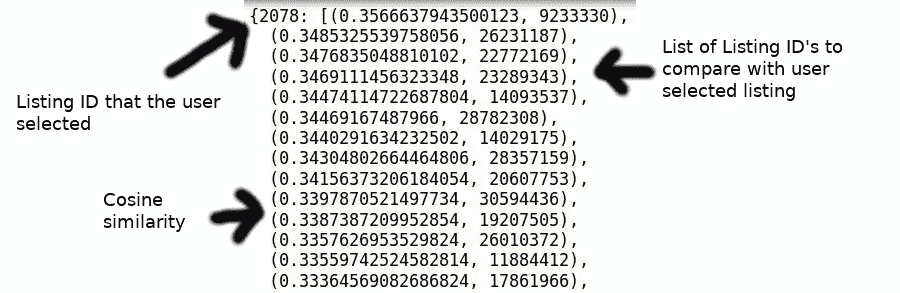 {2078: [(0.3566637943500123, 9233330),
(0.3485325539758056, 26231187),
(0.3476835048810102, 22772169),
(0.3469111456323348, 23289343),
(0.34474114722687804, 14093537),
(0.34469167487966, 28782308),
(0.3440291634232502, 14029175),
(0.34304802664464806, 28357159),
(0.34156373206184054, 20607753),
(0.3397870521497734, 30594436),
(0.3387387209952854, 19207505),
(0.3357626953529824, 26010372),
(0.33559742524582814, 11884412),
(0.33364569082686824, 17861966),
Listing ID that the user
selected
List of Listing ID's to
compare with user
selected listing
Cosine
similarity